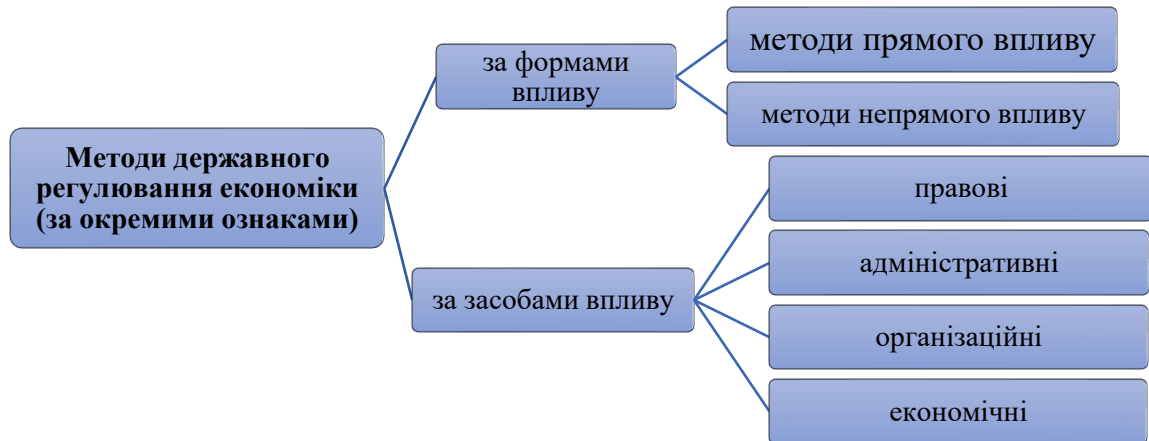 Методи державного
регулювання економіки
(за окремими ознаками)
за формами
впливу
методи прямого впливу
методи непрямого впливу
за засобами впливу
правові
адміністративні
організаційні
економічні